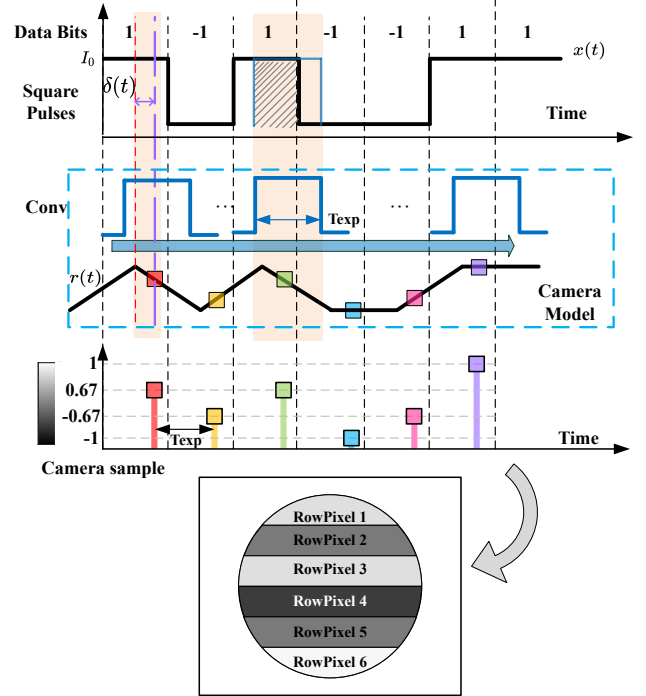 Data Bits 1 -1 1 -1 -1 1 1
I₀ x(t)
δ(t)
Square
Pulses
Time
Conv ... ...
Texp
r(t)
Camera
Model
1
0.67
-0.67
-1
Texp
Time
Camera sample
RowPixel 1
RowPixel 2
RowPixel 3
RowPixel 4
RowPixel 5
RowPixel 6